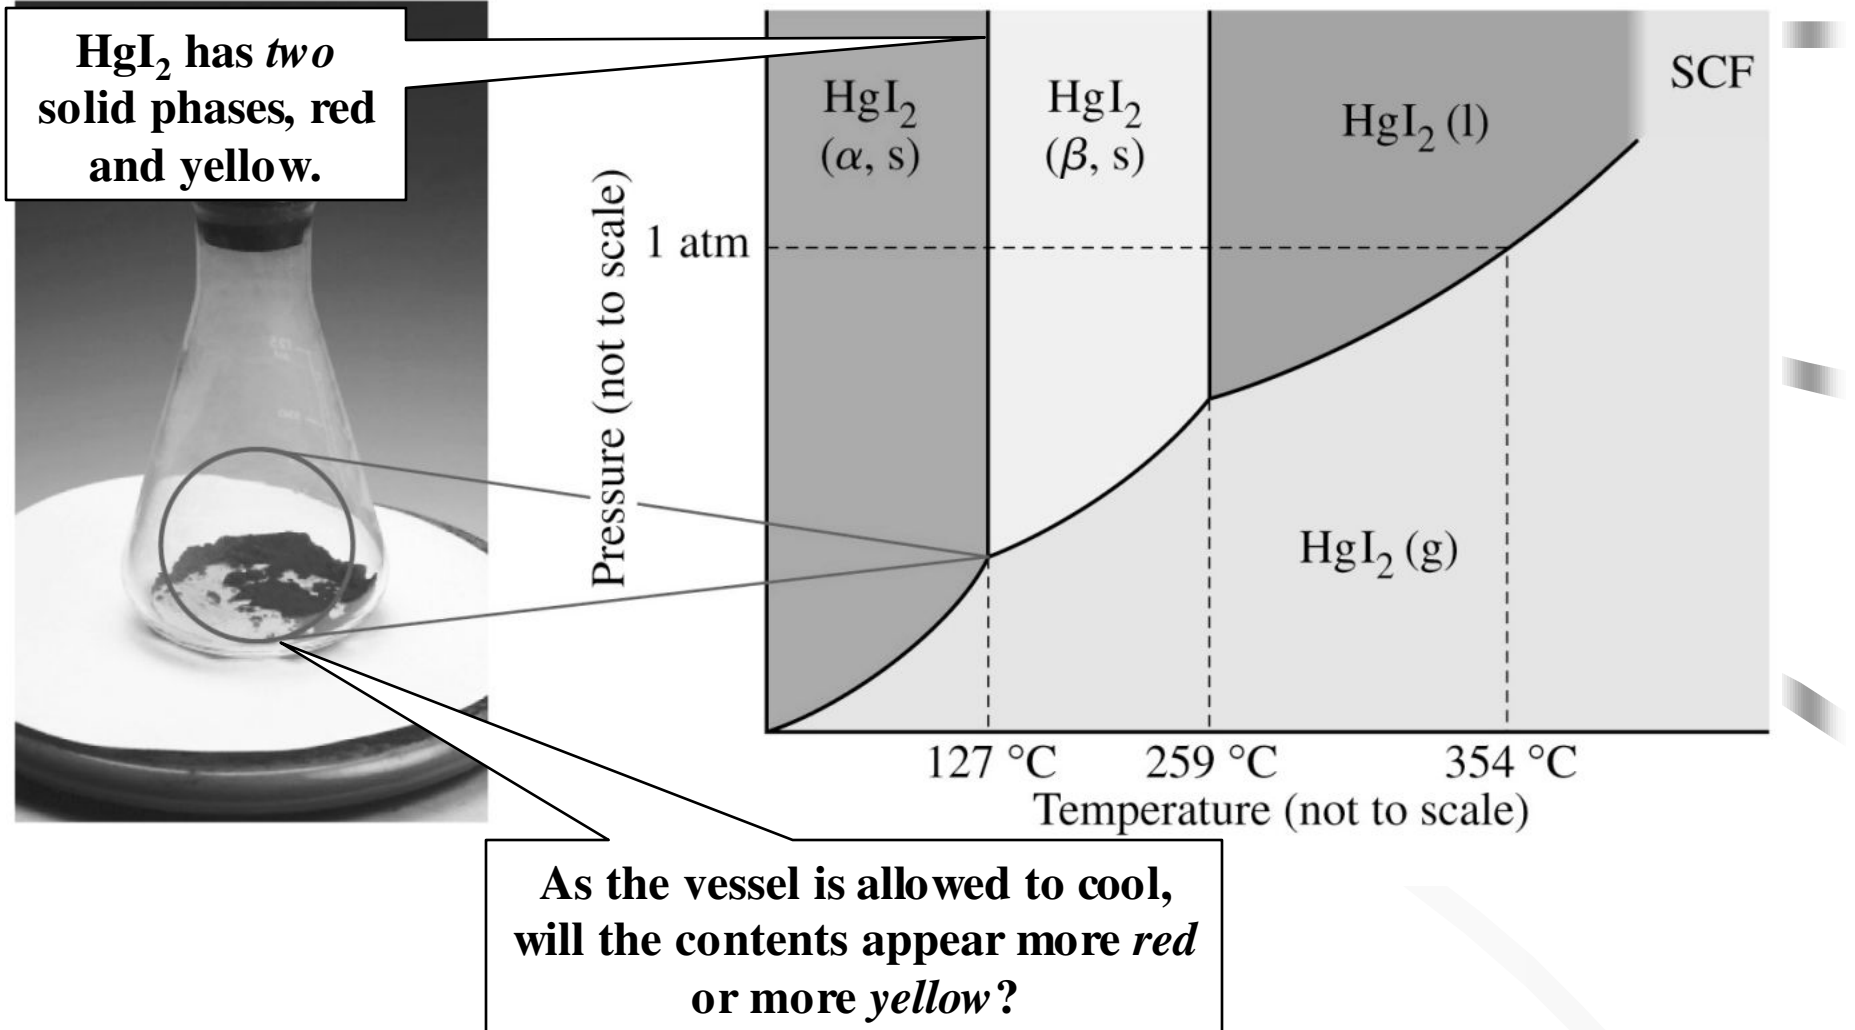 HgI₂ has two
solid phases, red
and yellow.
HgI₂
(α, s)
HgI₂
(β, s)
HgI₂ (l)
SCF
Pressure (not to scale)
1 atm
HgI₂ (g)
127 °C
259 °C
354 °C
Temperature (not to scale)
As the vessel is allowed to cool,
will the contents appear more red
or more yellow?